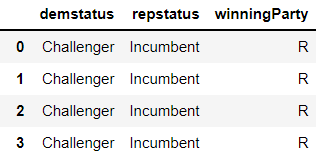 demstatus repstatus winningParty
0 Challenger Incumbent R
1 Challenger Incumbent R
2 Challenger Incumbent R
3 Challenger Incumbent R